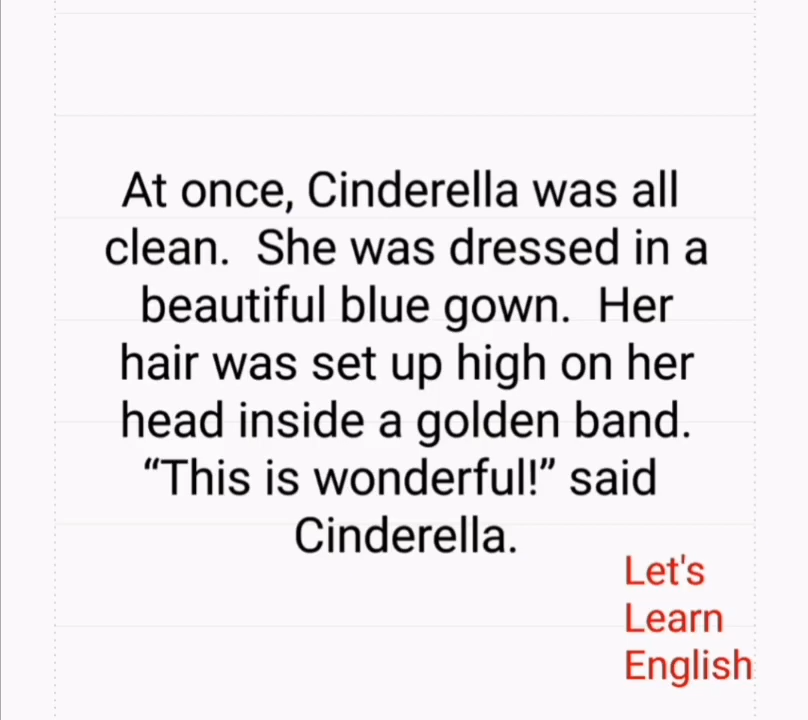 At once, Cinderella was all
clean.  She was dressed in a
beautiful blue gown.  Her
hair was set up high on her
head inside a golden band.
“This is wonderful!” said
Cinderella.
Let's
Learn
English